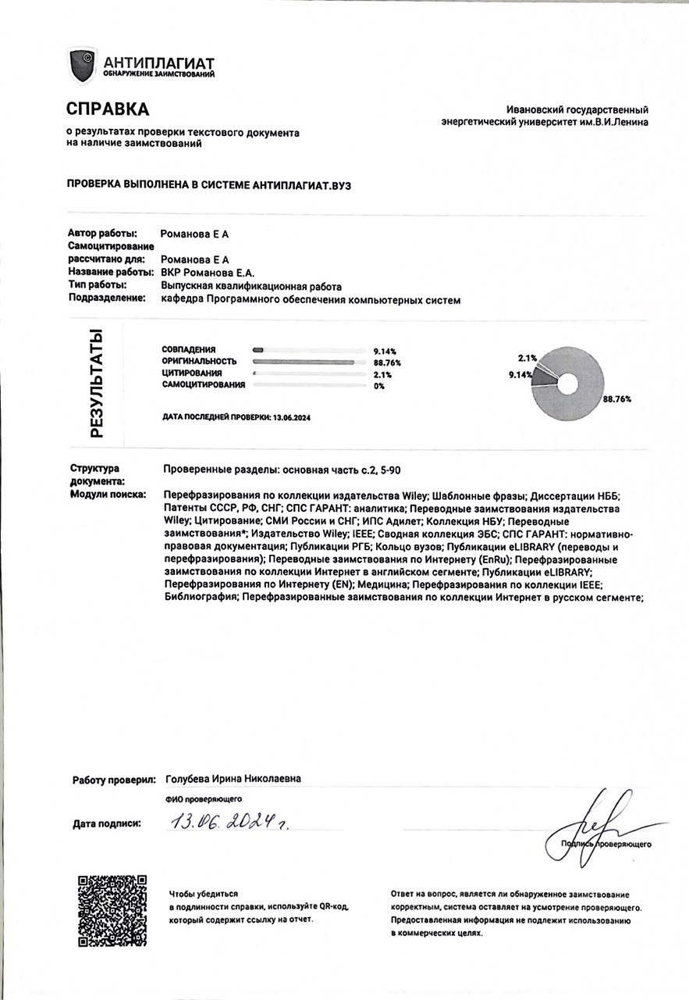 ©
АНТИПЛАГИАТ
ОБНАРУЖЕНИЕ ЗАИМСТВОВАНИЙ
СПРАВКА
о результатах проверки текстового документа
на наличие заимствований
Ивановский государственный
энергетический университет им.В.И.Ленина
ПРОВЕРКА ВЫПОЛНЕНА В СИСТЕМЕ АНТИПЛАГИАТ.ВУЗ
Автор работы: Романова Е А
Самоцитирование
рассчитано для: Романова Е А
Название работы: ВКР Романова Е.А.
Тип работы: Выпускная квалификационная работа
Подразделение: кафедра Программного обеспечения компьютерных систем
РЕЗУЛЬТАТЫ
СОВПАДЕНИЯ 9.14%
ОРИГИНАЛЬНОСТЬ 88.76%
ЦИТИРОВАНИЯ 2.1%
САМОЦИТИРОВАНИЯ 0%
ДАТА ПОСЛЕДНЕЙ ПРОВЕРКИ: 13.06.2024
2.1%
9.14%
88.76%
Структура
документа:
Проверенные разделы: основная часть с.2, 5-90
Модули поиска: Перефразирования по коллекции издательства Wiley; Шаблонные фразы; Диссертации НББ;
Патенты СССР, РФ, СНГ; СПС ГАРАНТ: аналитика; Переводные заимствования издательства
Wiley; Цитирование; СМИ России и СНГ; ИПС Адилет; Коллекция НБУ; Переводные
заимствования*; Издательство Wiley; IEEE; Сводная коллекция ЭБС; СПС ГАРАНТ: нормативно-
правовая документация; Публикации РГБ; Кольцо вузов; Публикации eLIBRARY (переводы и
перефразирования); Переводные заимствования по Интернету (EnRu); Перефразированные
заимствования по коллекции Интернет в английском сегменте; Публикации eLIBRARY;
Перефразирования по Интернету (EN); Медицина; Перефразирования по коллекции IEEE;
Библиография; Перефразированные заимствования по коллекции Интернет в русском сегменте;
Работу проверил: Голубева Ирина Николаевна
ФИО проверяющего
Дата подписи: 13.06.2024 г.
Подпись проверяющего
Чтобы убедиться
в подлинности справки, используйте QR-код,
который содержит ссылку на отчет.
Ответ на вопрос, является ли обнаруженное заимствование
корректным, система оставляет на усмотрение проверяющего.
Предоставленная информация не подлежит использованию
в коммерческих целях.